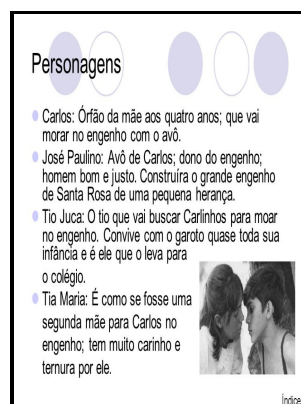 Personagens
Carlos: Órfão da mãe aos quatro anos; que vai
morar no engenho com o avô.
José Paulino: Avô de Carlos; dono do engenho;
homem bom e justo. Construíra o grande engenho
de Santa Rosa de uma pequena herança.
Tio Juca: O tio que vai buscar Carlinhos para moar
no engenho. Convive com o garoto quase toda sua
infância e é ele que o leva para
o colégio.
Tia Maria: É como se fosse uma
segunda mãe para Carlos no
engenho; tem muito carinho e
ternura por ele.
Índice